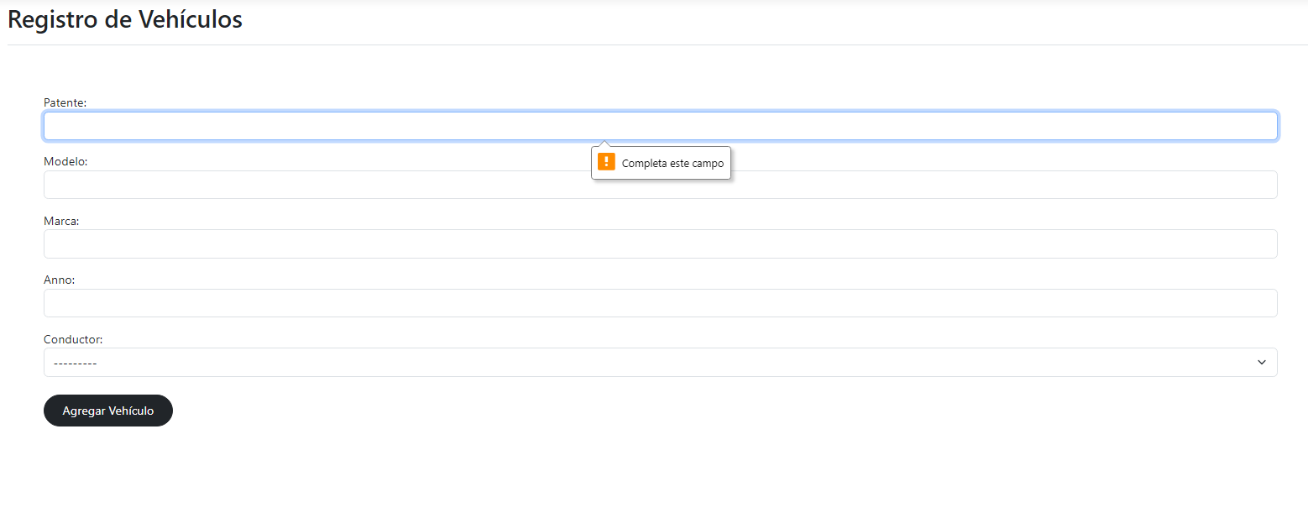 Registro de Vehículos
Patente:
Completa este campo
Modelo:
Marca:
Anno:
Conductor:
---------
Agregar Vehículo